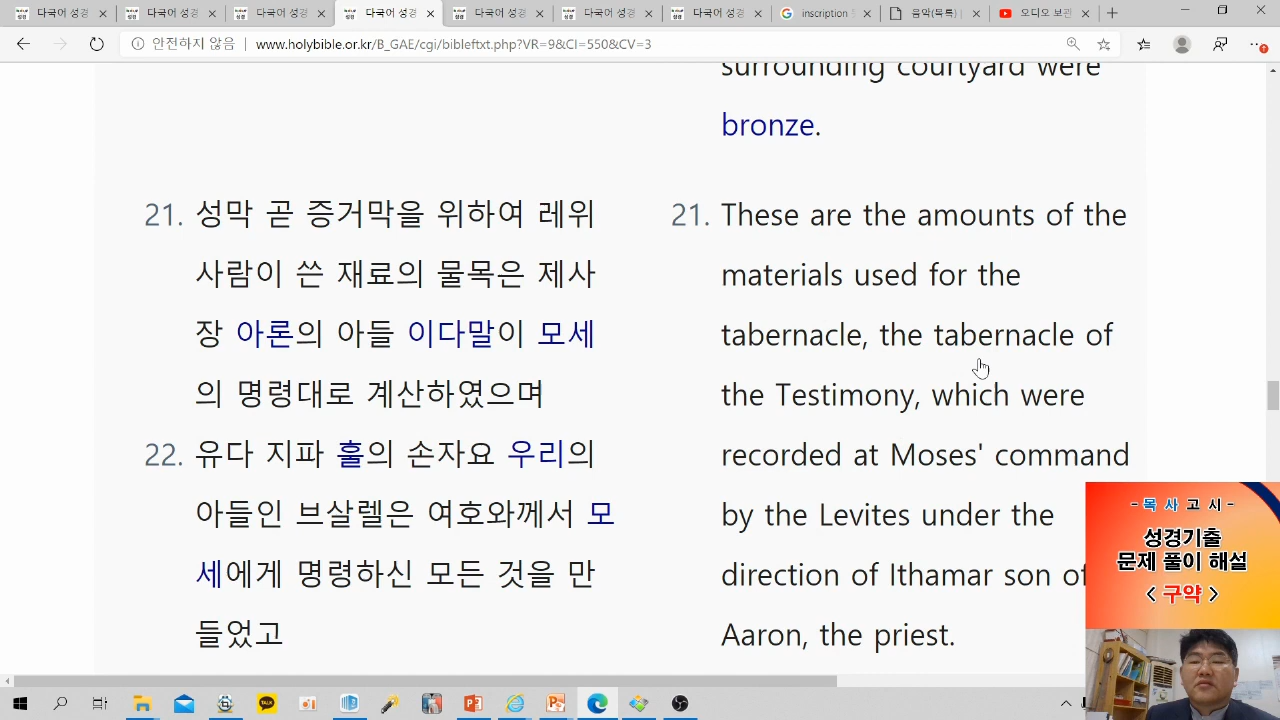 다국어 성경
다국어 성경
다국어 성경
다국어 성경
다국어 성경
다국어 성경
다국어 성경
inscription
음악(목록) |
오디오 보관
안전하지 않음
www.holybible.or.kr/B_GAE/cgi/bibleftxt.php?VR=9&CI=550&CV=3
surrounding courtyard were
bronze.
21. 성막 곧 증거막을 위하여 레위
사람이 쓴 재료의 물목은 제사
장 아론의 아들 이다말이 모세
의 명령대로 계산하였으며
22. 유다 지파 훌의 손자요 우리의
아들인 브살렐은 여호와께서 모
세에게 명령하신 모든 것을 만
들었고
21. These are the amounts of the
materials used for the
tabernacle, the tabernacle of
the Testimony, which were
recorded at Moses' command
by the Levites under the
direction of Ithamar son of
Aaron, the priest.
- 목 사 고 시 -
성경기출
문제 풀이 해설
< 구약 >
TALK